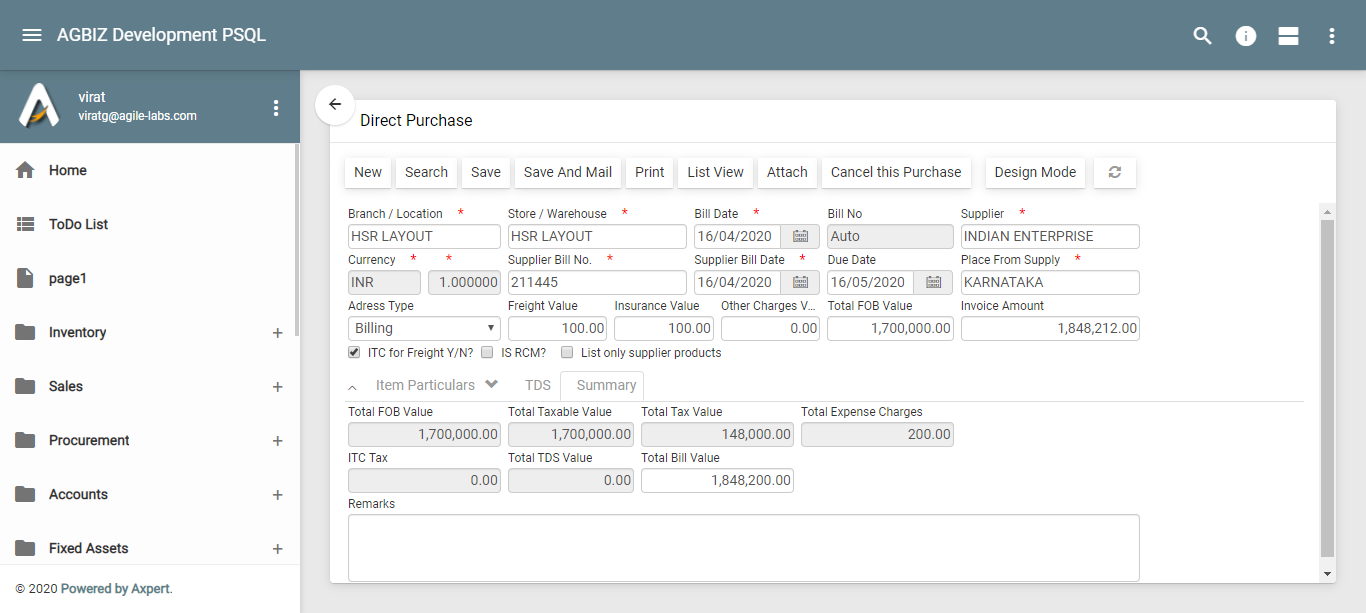 AGBIZ Development PSQL
virat
viratg@agile-labs.com
Home
ToDo List
page1
Inventory +
Sales +
Procurement +
Accounts +
Fixed Assets +
© 2020 Powered by Axpert.
Direct Purchase
New Search Save Save And Mail Print List View Attach Cancel this Purchase Design Mode
Branch / Location * Store / Warehouse * Bill Date * Bill No Supplier *
HSR LAYOUT HSR LAYOUT 16/04/2020 Auto INDIAN ENTERPRISE
Currency * * Supplier Bill No. * Supplier Bill Date * Due Date Place From Supply *
INR 1.000000 211445 16/04/2020 16/05/2020 KARNATAKA
Adress Type Freight Value Insurance Value Other Charges V... Total FOB Value Invoice Amount
Billing 100.00 100.00 0.00 1,700,000.00 1,848,212.00
ITC for Freight Y/N? IS RCM? List only supplier products
Item Particulars TDS Summary
Total FOB Value Total Taxable Value Total Tax Value Total Expense Charges
1,700,000.00 1,700,000.00 148,000.00 200.00
ITC Tax Total TDS Value Total Bill Value
0.00 0.00 1,848,200.00
Remarks